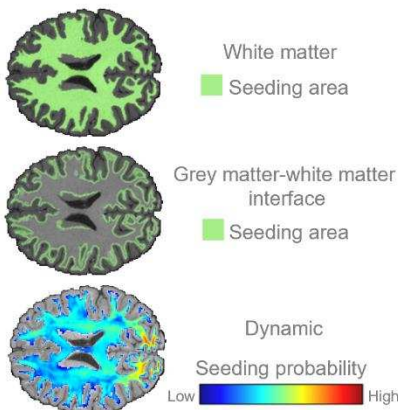 White matter
Seeding area
Grey matter-white matter
interface
Seeding area
Dynamic
Seeding probability
Low High